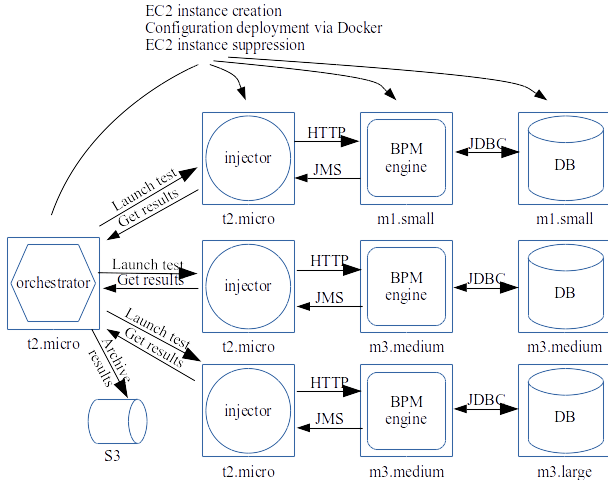 EC2 instance creation
Configuration deployment via Docker
EC2 instance suppression
HTTP
JMS
injector
BPM
engine
JDBC
DB
t2.micro
m1.small
m1.small
Launch test
Get results
orchestrator
t2.micro
Launch test
Get results
HTTP
JMS
injector
BPM
engine
JDBC
DB
t2.micro
m3.medium
m3.medium
Launch test
Get results
Archive
results
S3
HTTP
JMS
injector
BPM
engine
JDBC
DB
t2.micro
m3.medium
m3.large